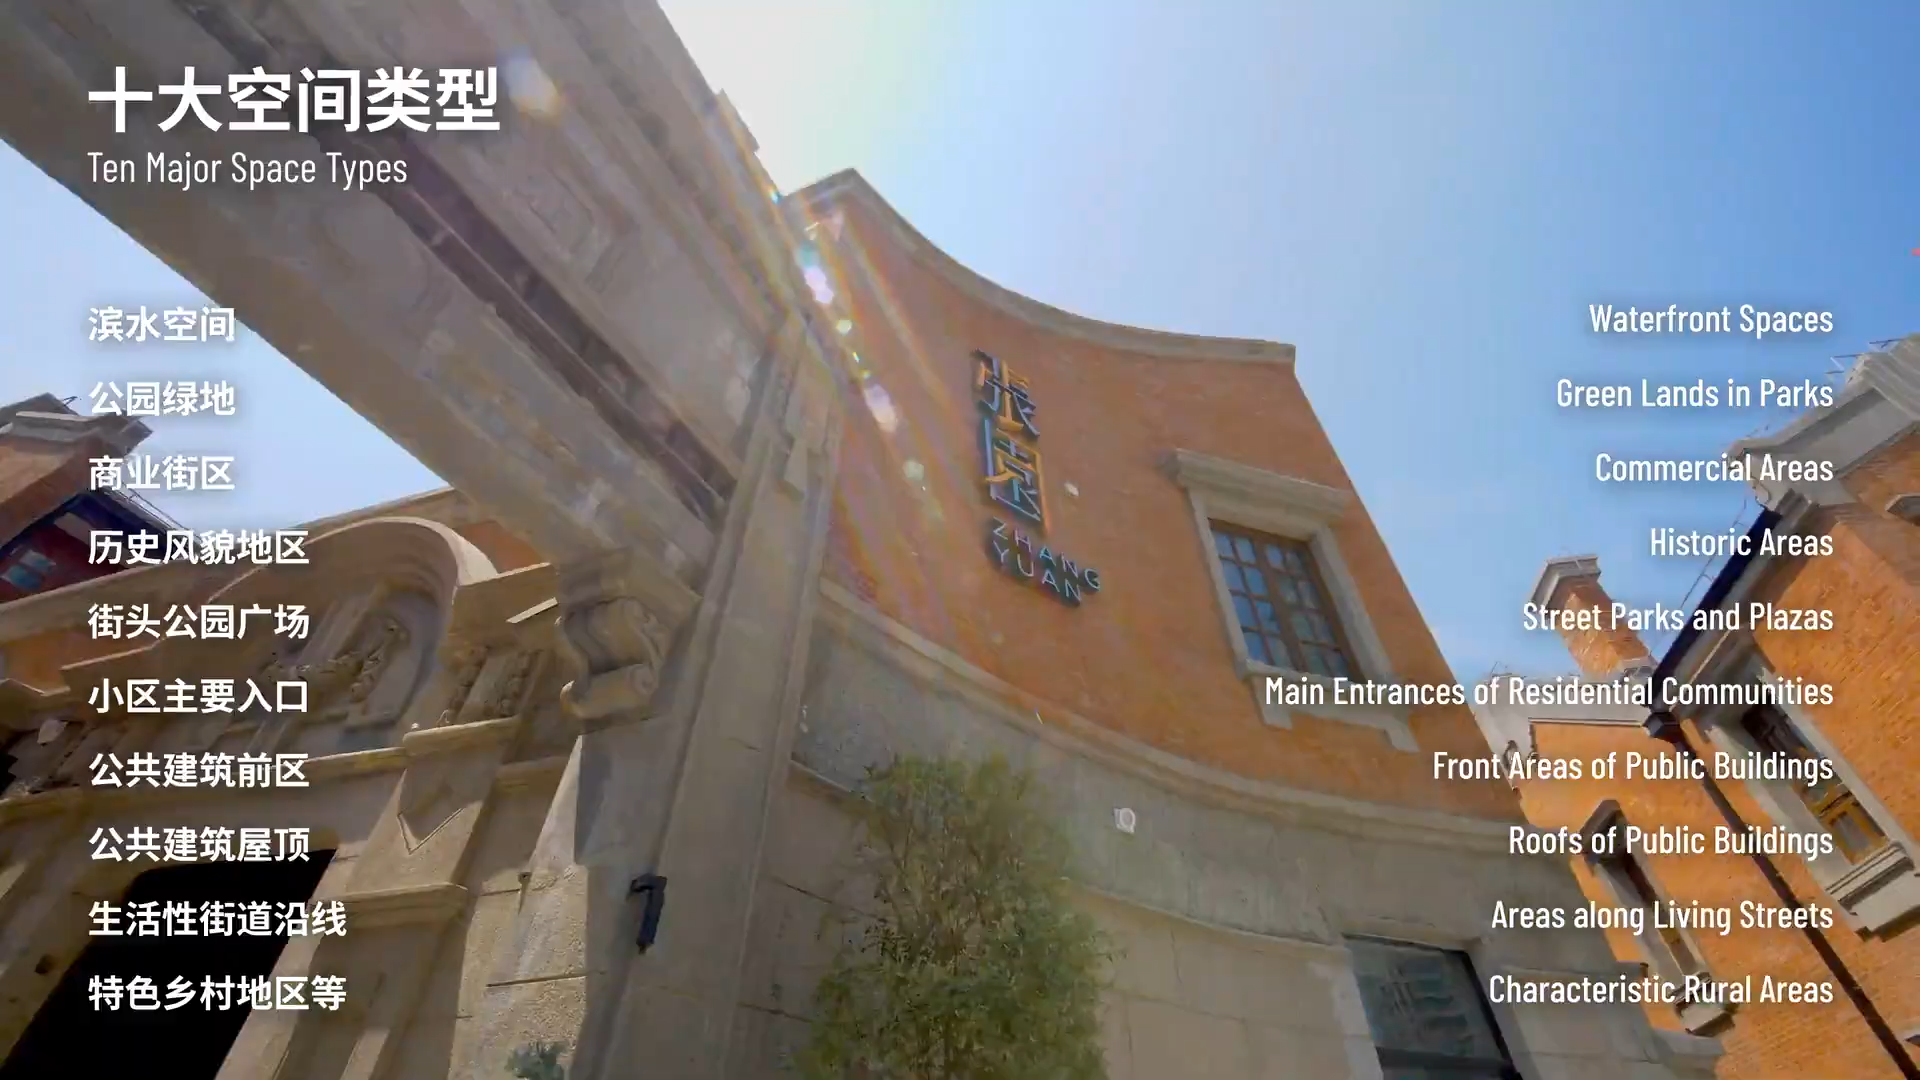 十大空间类型
Ten Major Space Types
滨水空间
Waterfront Spaces
公园绿地
Green Lands in Parks
商业街区
Commercial Areas
历史风貌地区
Historic Areas
街头公园广场
Street Parks and Plazas
小区主要入口
Main Entrances of Residential Communities
公共建筑前区
Front Areas of Public Buildings
公共建筑屋顶
Roofs of Public Buildings
生活性街道沿线
Areas along Living Streets
特色乡村地区等
Characteristic Rural Areas
張園
ZHANG
YUAN